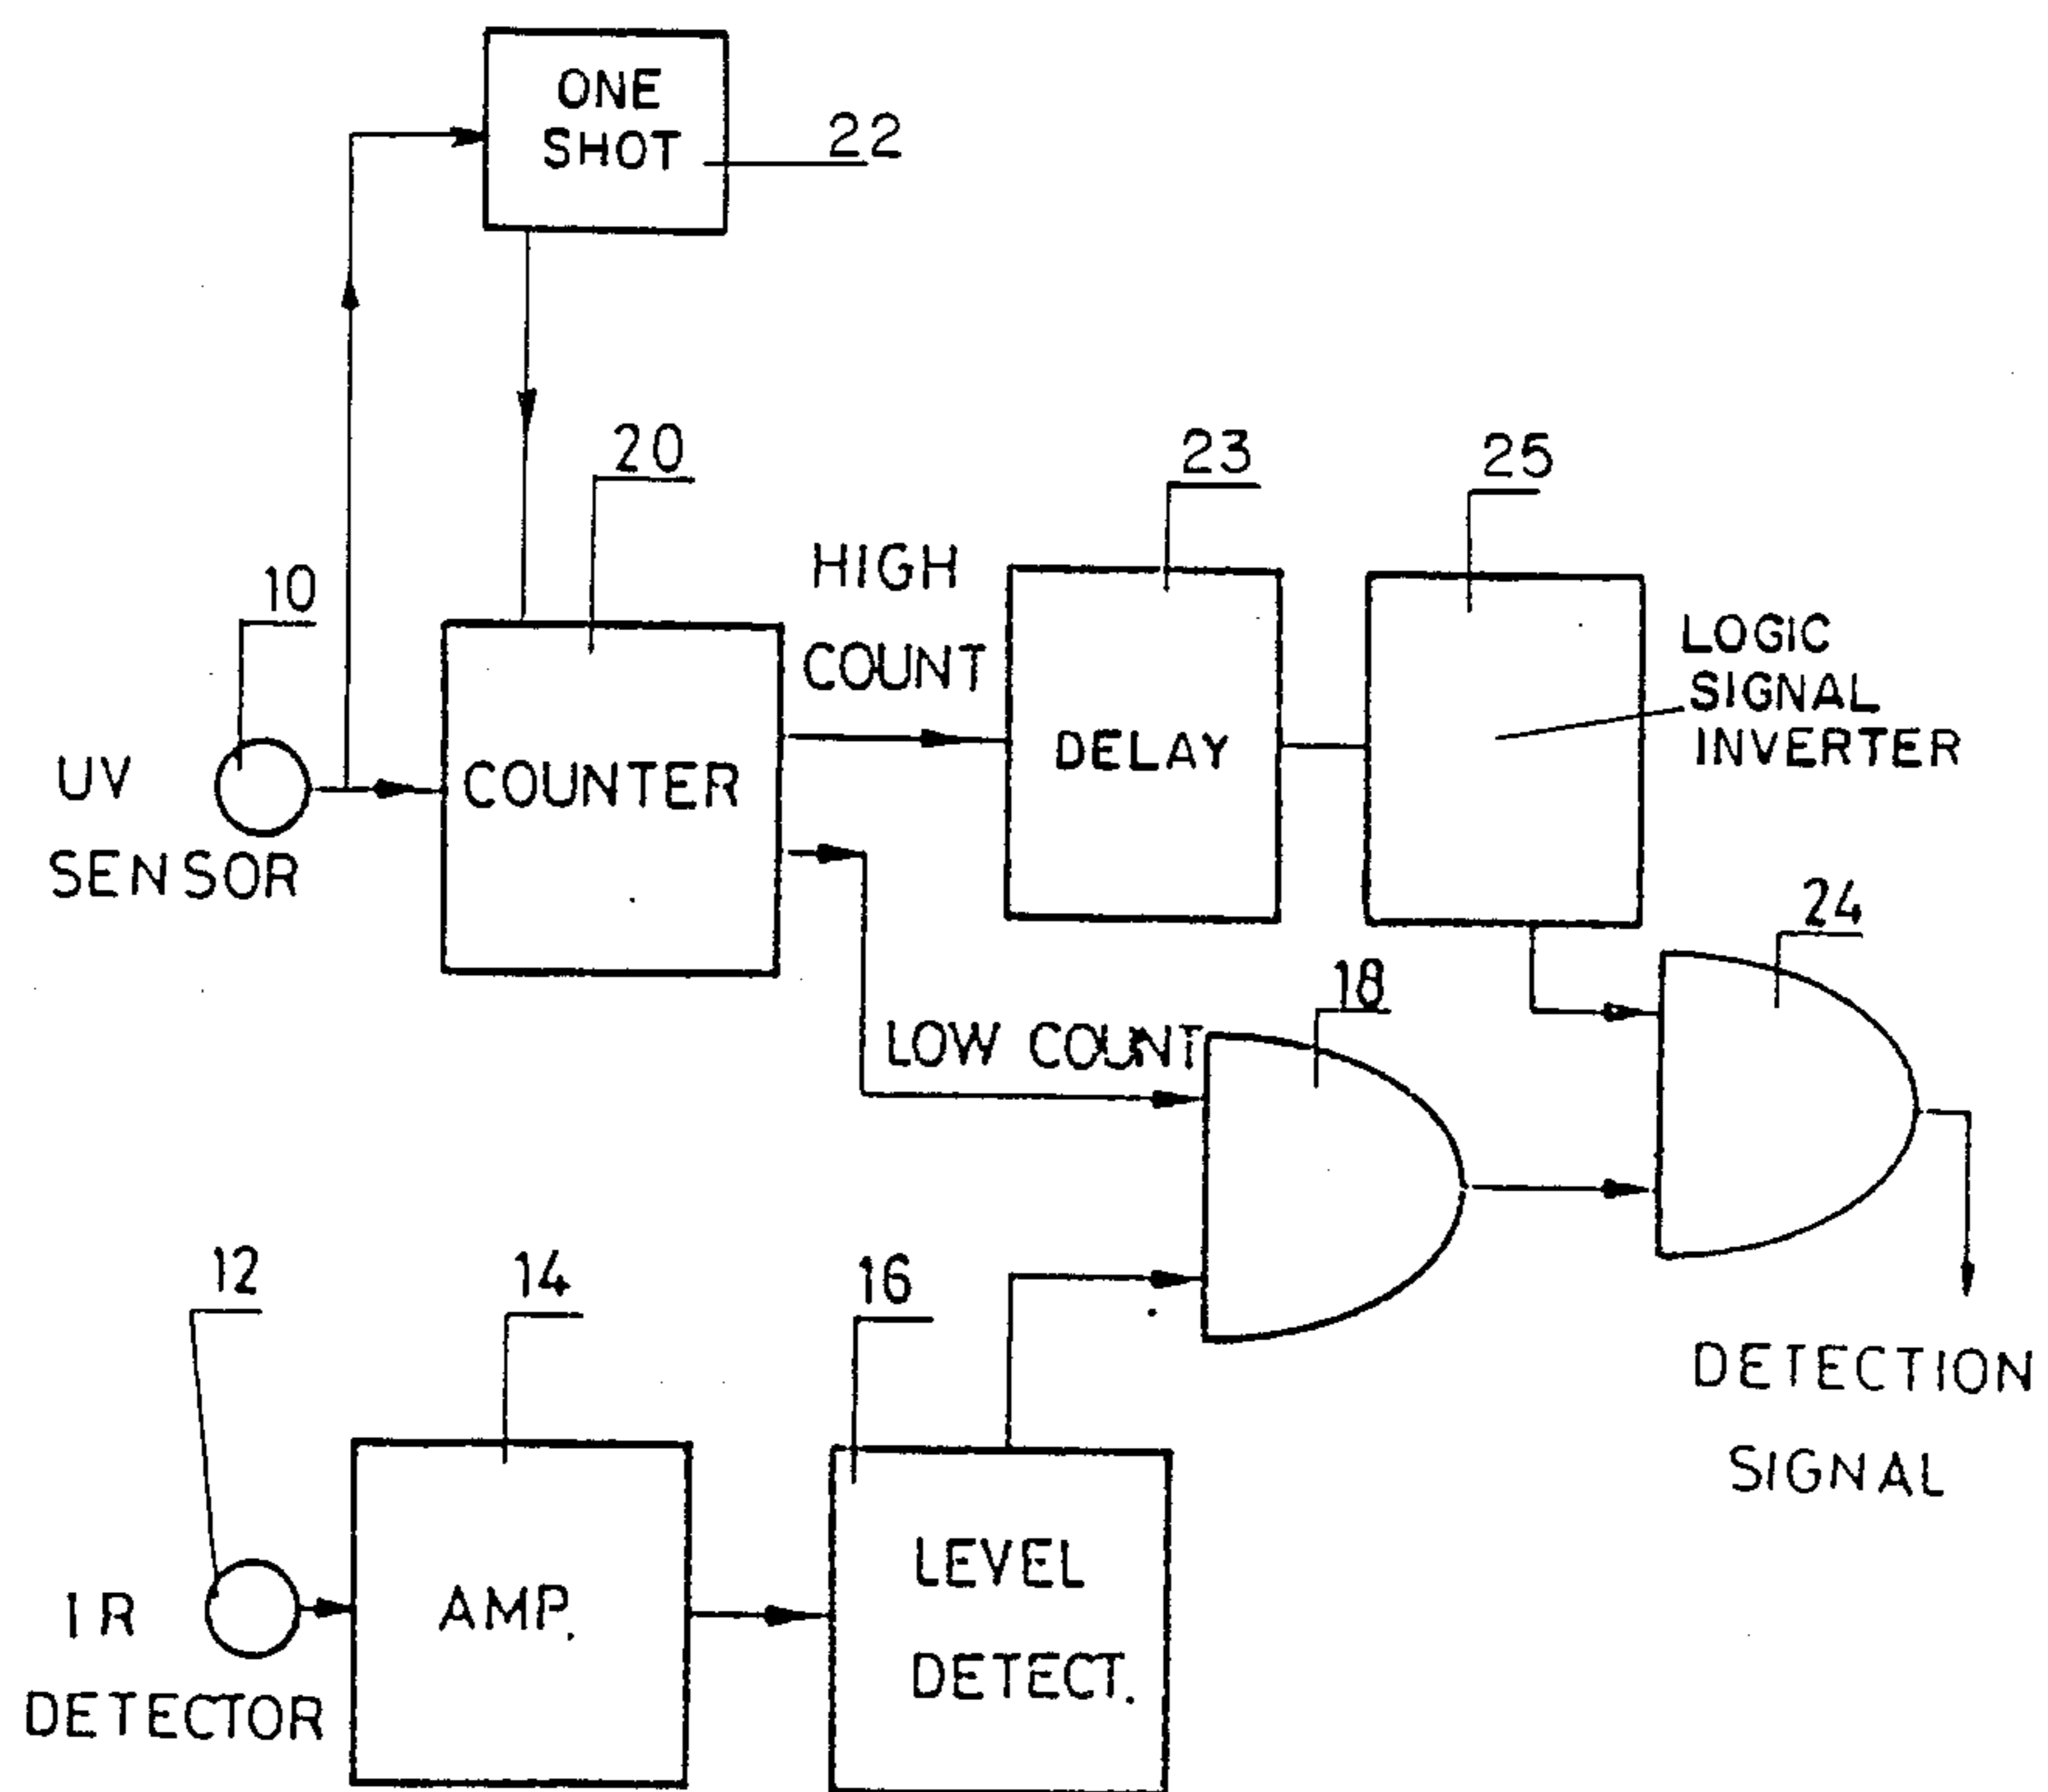 ONE
SHOT
22
20
23
25
10
HIGH
COUNT
LOGIC
SIGNAL
INVERTER
UV
SENSOR
COUNTER
DELAY
24
18
LOW COUNT
12
14
16
DETECTION
SIGNAL
IR
DETECTOR
AMP.
LEVEL
DETECT.